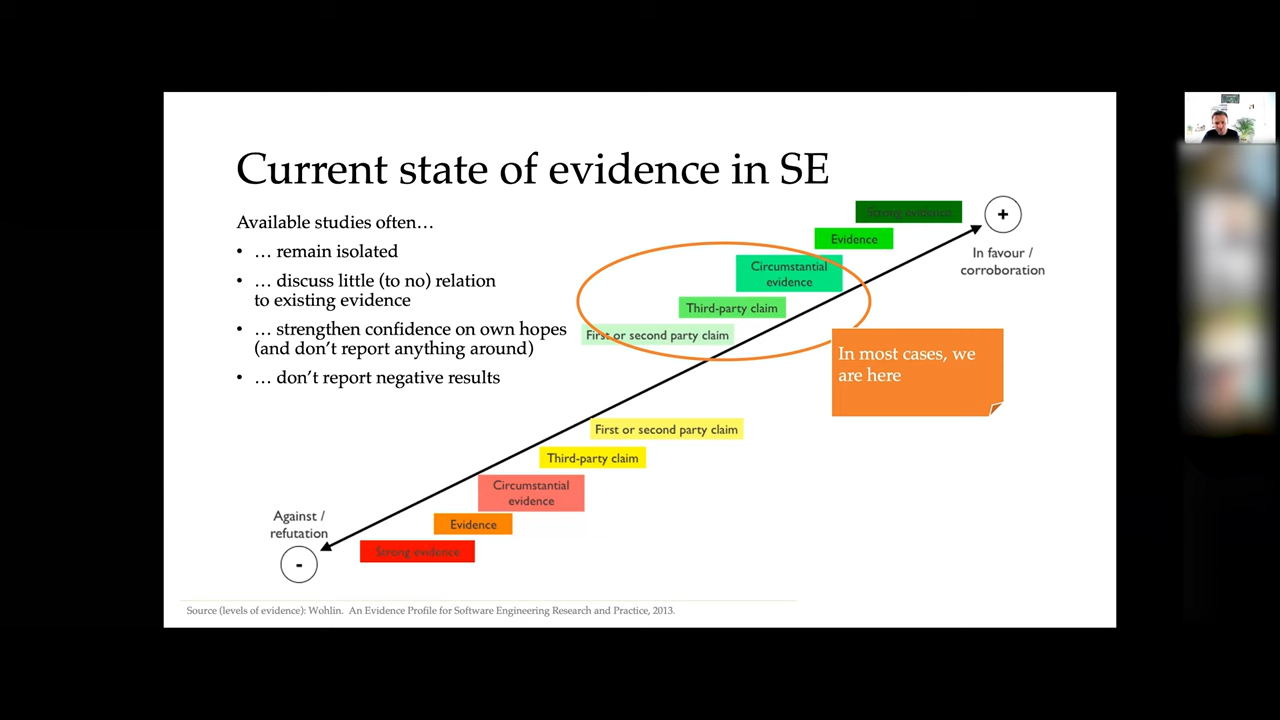 Current state of evidence in SE
Available studies often…
• … remain isolated
• … discuss little (to no) relation
to existing evidence
• … strengthen confidence on own hopes
(and don't report anything around)
• … don't report negative results
Strong evidence
+
Evidence
In favour /
corroboration
Circumstantial
evidence
Third-party claim
First or second party claim
In most cases, we
are here
First or second party claim
Third-party claim
Circumstantial
evidence
Evidence
Strong evidence
Against /
refutation
-
Source (levels of evidence): Wohlin. An Evidence Profile for Software Engineering Research and Practice, 2013.